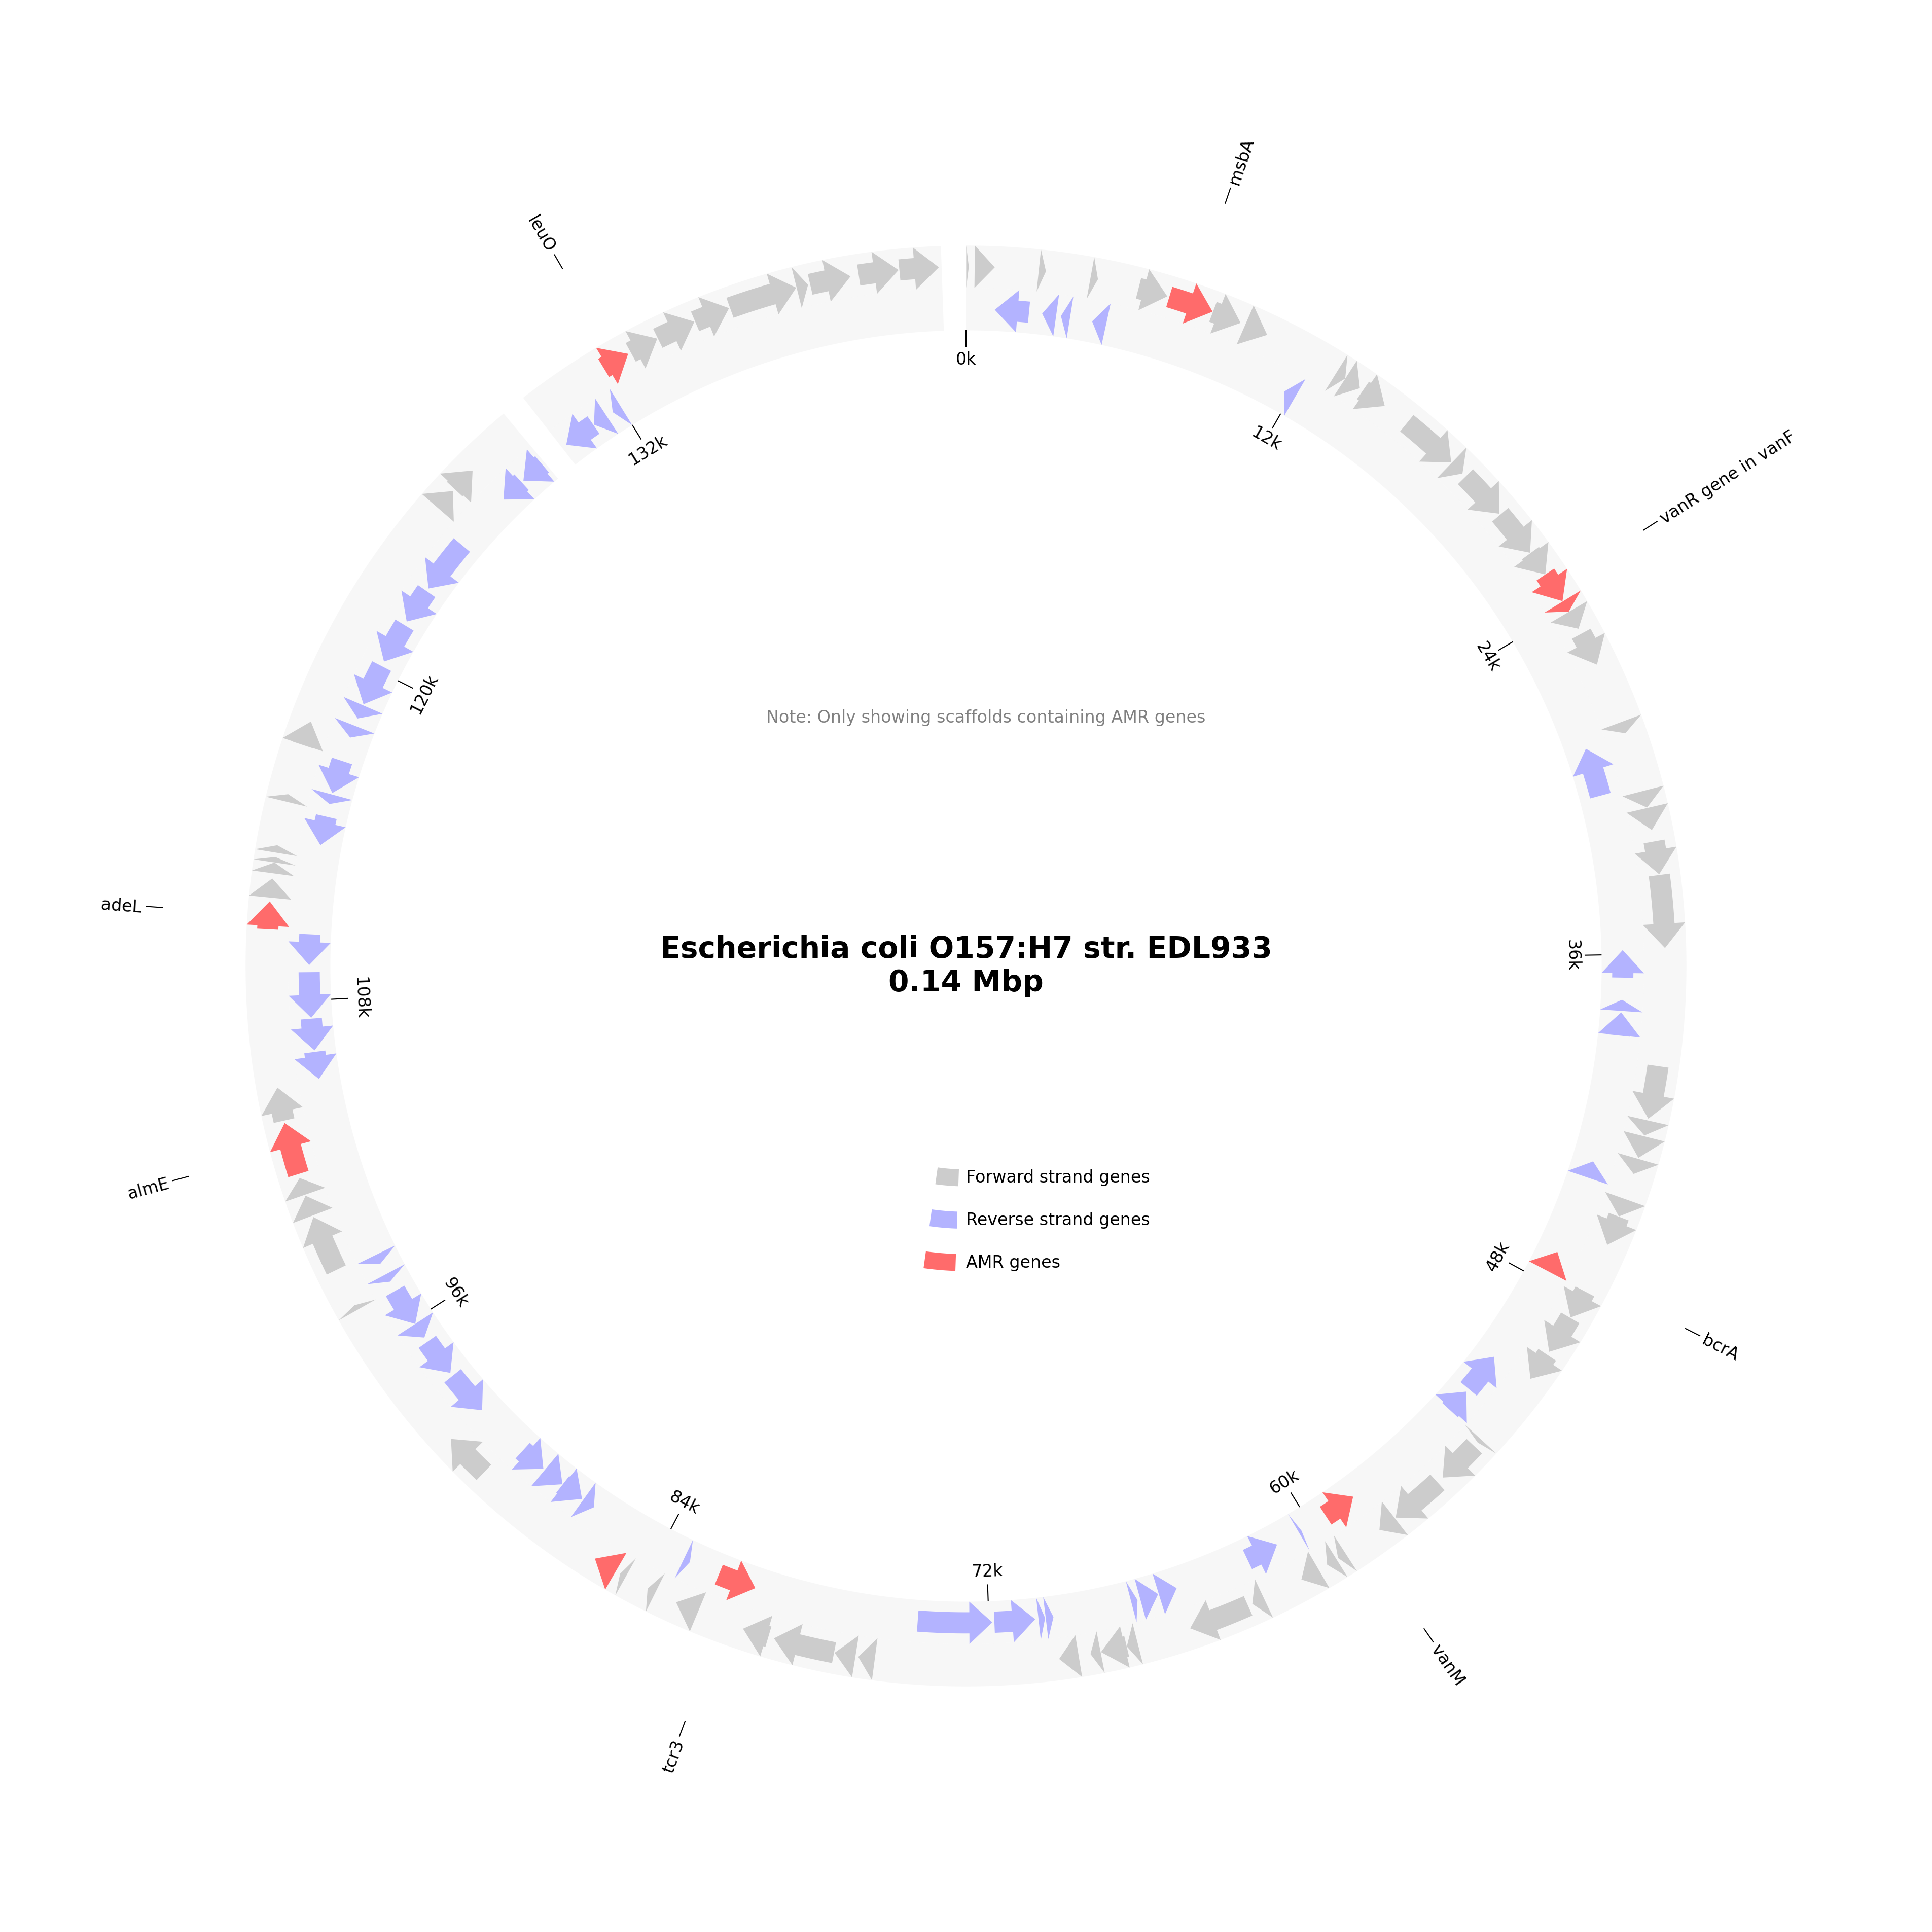 msbA
leuO
vanR gene in vanF
0k
12k
132k
24k
120k
Note: Only showing scaffolds containing AMR genes
adeL
Escherichia coli O157:H7 str. EDL933
0.14 Mbp
36k
108k
almE
Forward strand genes
Reverse strand genes
AMR genes
48k
96k
bcrA
60k
84k
72k
vanM
tcr3